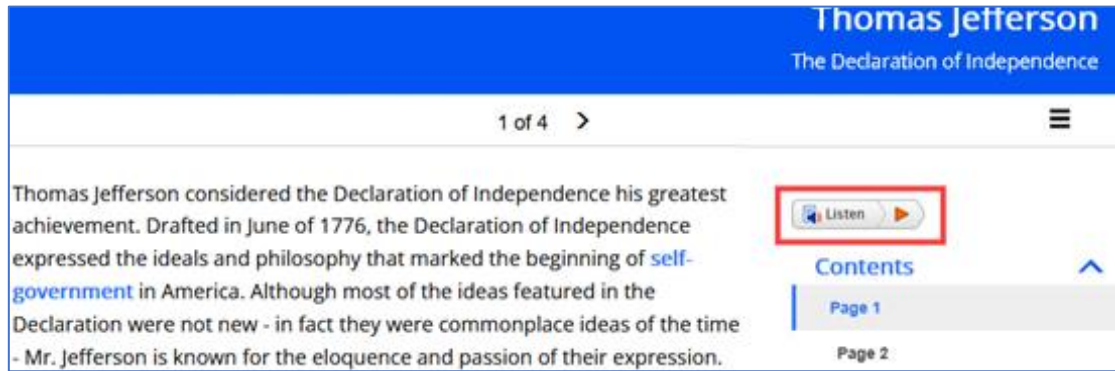 Thomas Jefferson
The Declaration of Independence
1 of 4
Thomas Jefferson considered the Declaration of Independence his greatest
achievement. Drafted in June of 1776, the Declaration of Independence
expressed the ideals and philosophy that marked the beginning of self-
government in America. Although most of the ideas featured in the
Declaration were not new - in fact they were commonplace ideas of the time
- Mr. Jefferson is known for the eloquence and passion of their expression.
Listen
Contents
Page 1
Page 2